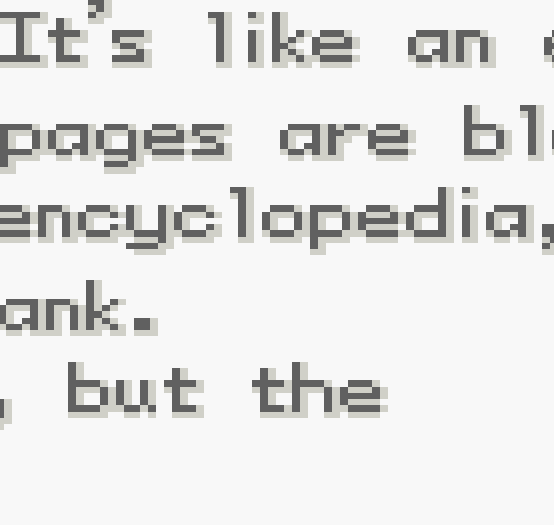 It's like an e
pages are bl
encyclopedia,
ank.
, but the